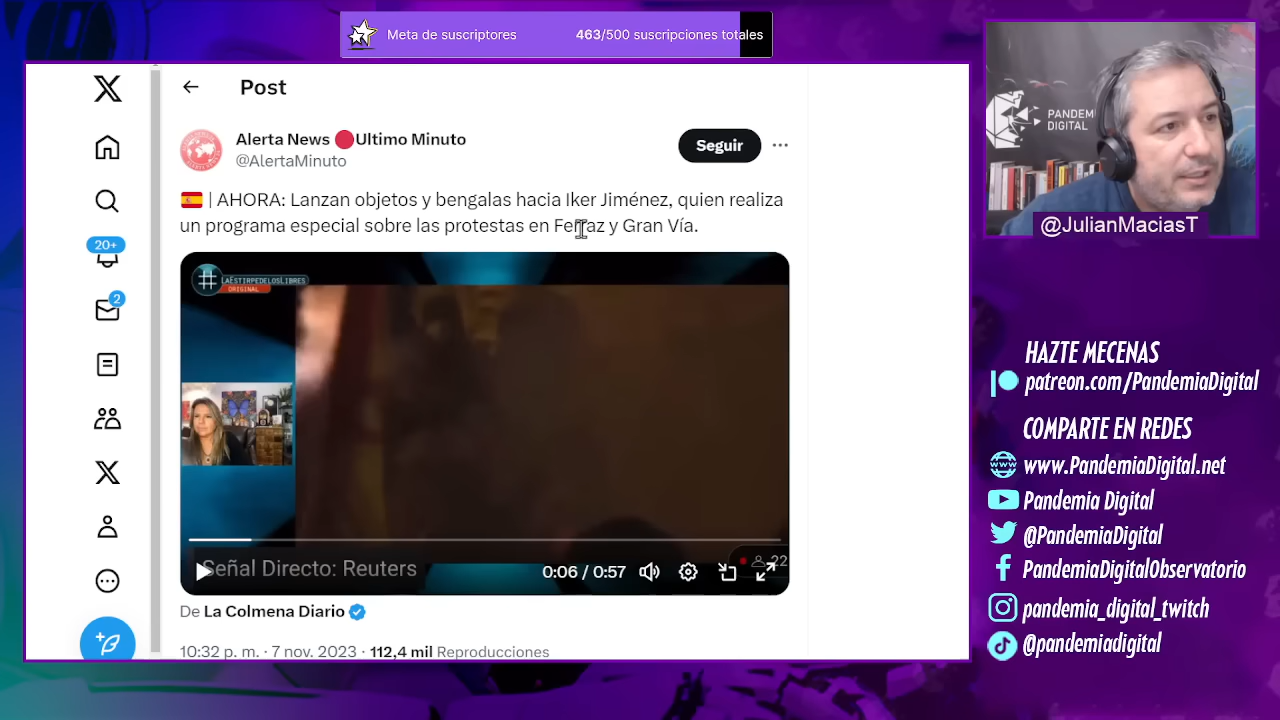 Meta de suscriptores 463/500 suscripciones totales
Post
Alerta News 🔴Ultimo Minuto
@AlertaMinuto
Seguir
🇪🇸 | AHORA: Lanzan objetos y bengalas hacia Iker Jiménez, quien realiza
un programa especial sobre las protestas en Ferraz y Gran Vía.
20+
2
#LAESTIRPEDELOSLIBRES
ORIGINAL
Señal Directo: Reuters
0:06 / 0:57
22
De La Colmena Diario
10:32 p. m. · 7 nov. 2023 · 112,4 mil Reproducciones
PANDEM
DIGITAL
@JulianMaciasT
HAZTE MECENAS
patreon.com/PandemiaDigital
COMPARTE EN REDES
www.PandemiaDigital.net
Pandemia Digital
@PandemiaDigital
PandemiaDigitalObservatorio
pandemia_digital_twitch
@pandemiadigital